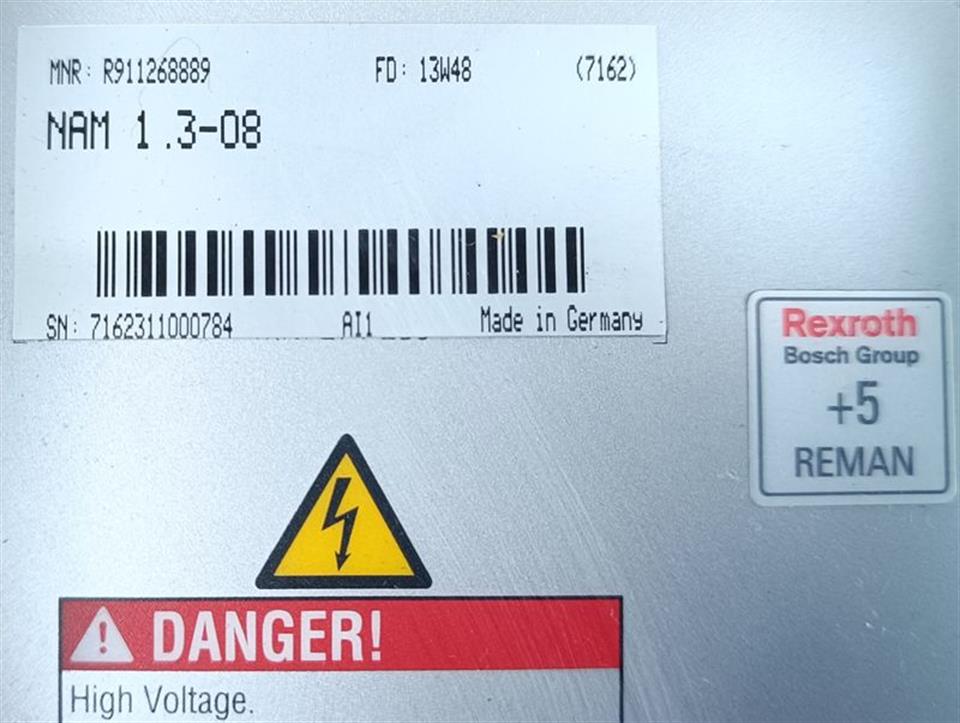 MNR: R911268889 FD: 13W48 (7162)
NAM 1.3-08
SN: 7162311000784 AI1 Made in Germany
Rexroth
Bosch Group
+5
REMAN
DANGER!
High Voltage.